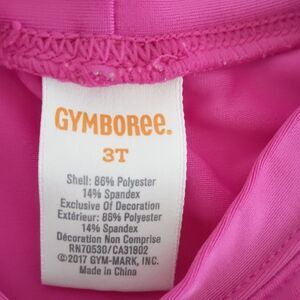 GYMBOREE.
3T
Shell: 86% Polyester
14% Spandex
Exclusive Of Decoration
Extérieur: 86% Polyester
14% Spandex
Décoration Non Comprise
RN70530/CA31802
©2017 GYM-MARK, INC.
Made in China